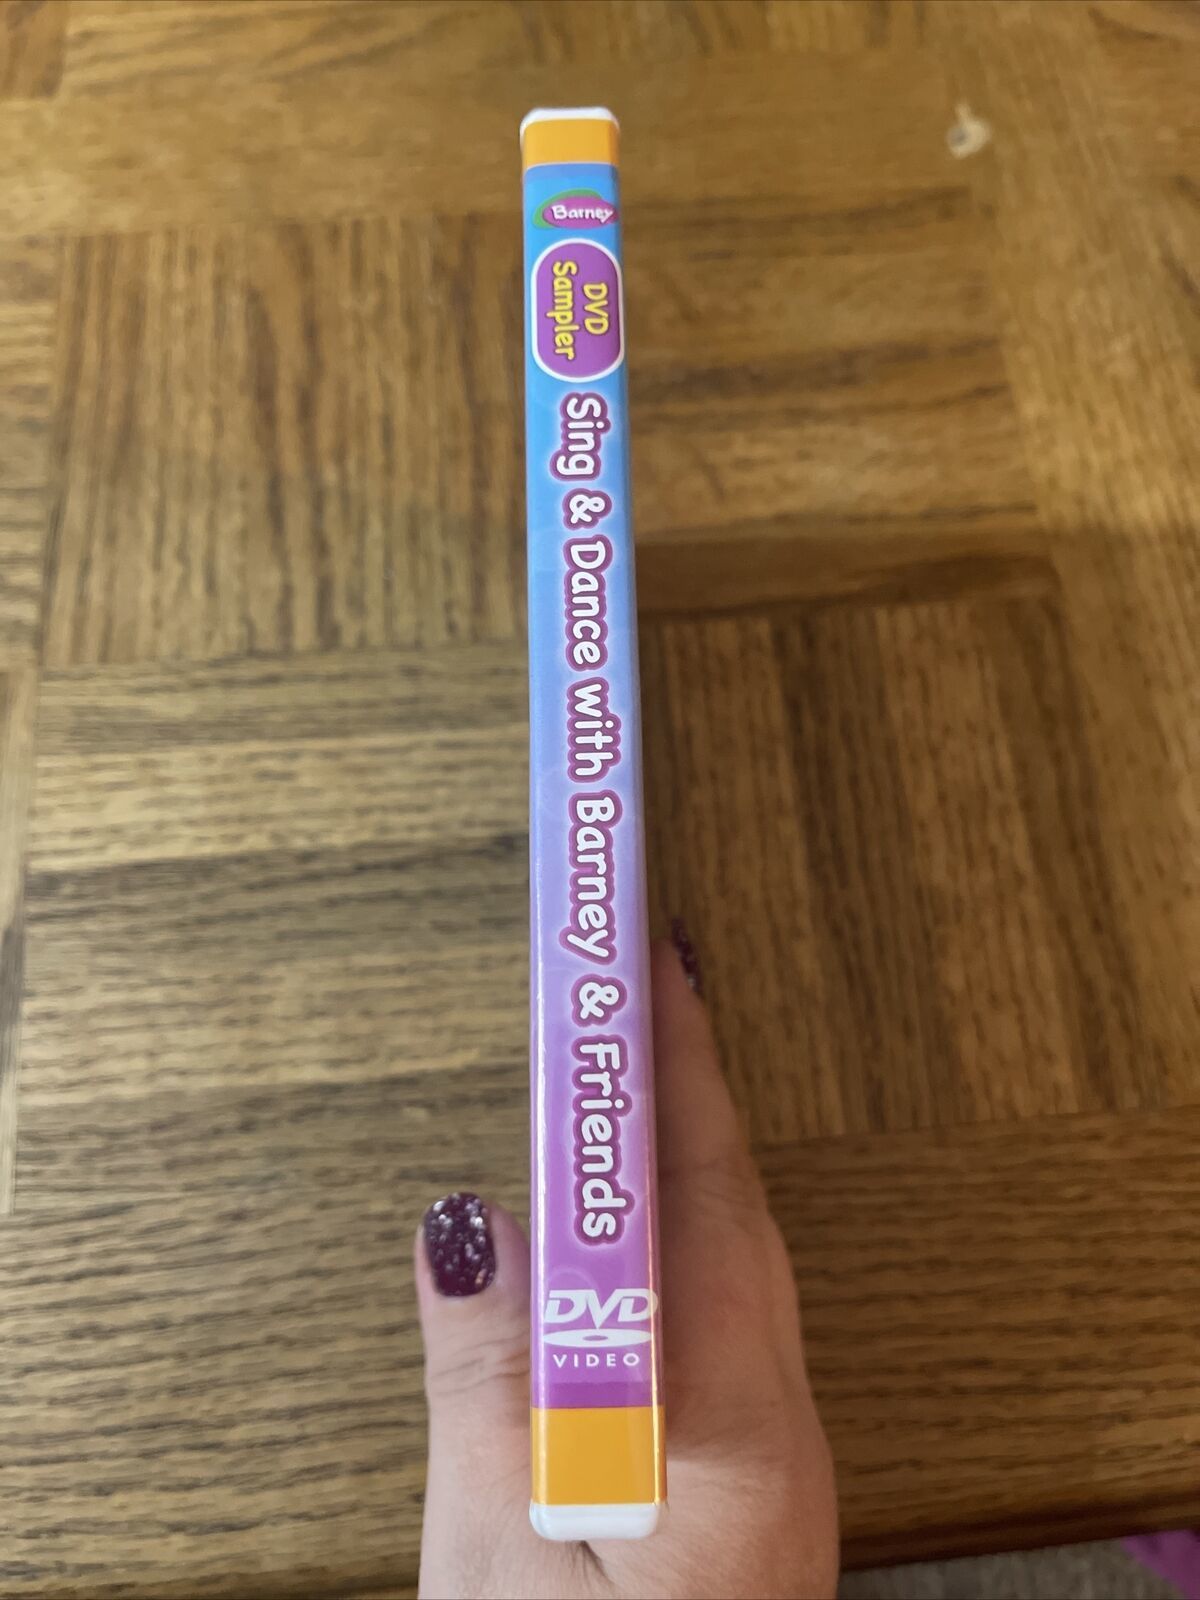 Barney
DVD
Sampler
Sing & Dance with Barney & Friends
DVD
VIDEO